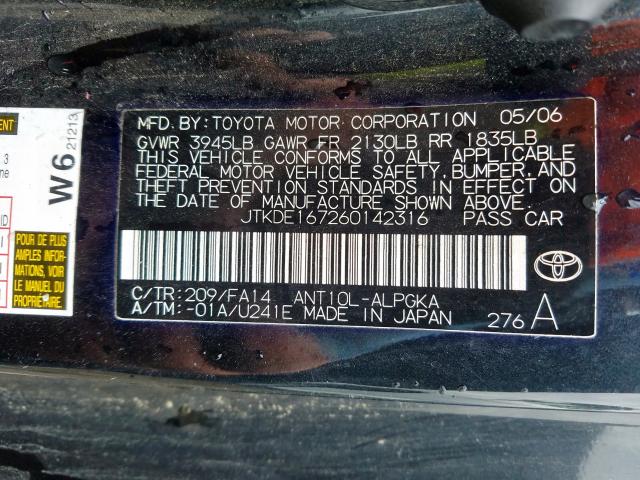 MFD. BY: TOYOTA MOTOR CORPORATION 05/06
GVWR 3945LB GAWR FR 2130LB RR 1835LB
THIS VEHICLE CONFORMS TO ALL APPLICABLE
FEDERAL MOTOR VEHICLE SAFETY, BUMPER, AND
THEFT PREVENTION STANDARDS IN EFFECT ON
THE DATE OF MANUFACTURE SHOWN ABOVE.
JTKDE167260142316 PASS CAR
C/TR: 209/FA14 ANT10L-ALPGKA
A/TM: -01A/U241E MADE IN JAPAN
276 A
W6 21213
3
POUR DE PLUS
AMPLES INFOR-
MATIONS, VOIR
LE MANUEL DU